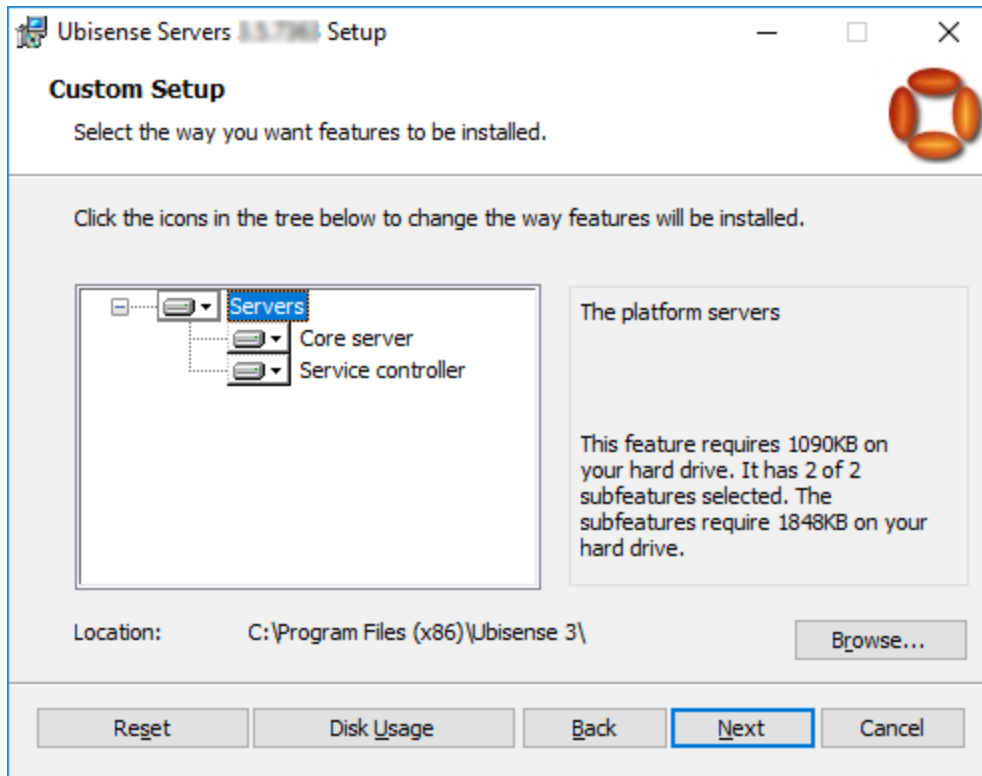 Ubisense Servers Setup
Custom Setup
Select the way you want features to be installed.
Click the icons in the tree below to change the way features will be installed.
Servers
Core server
Service controller
The platform servers
This feature requires 1090KB on
your hard drive. It has 2 of 2
subfeatures selected. The
subfeatures require 1848KB on your
hard drive.
Location: C:\Program Files (x86)\Ubisense 3\
Browse...
Reset Disk Usage Back Next Cancel